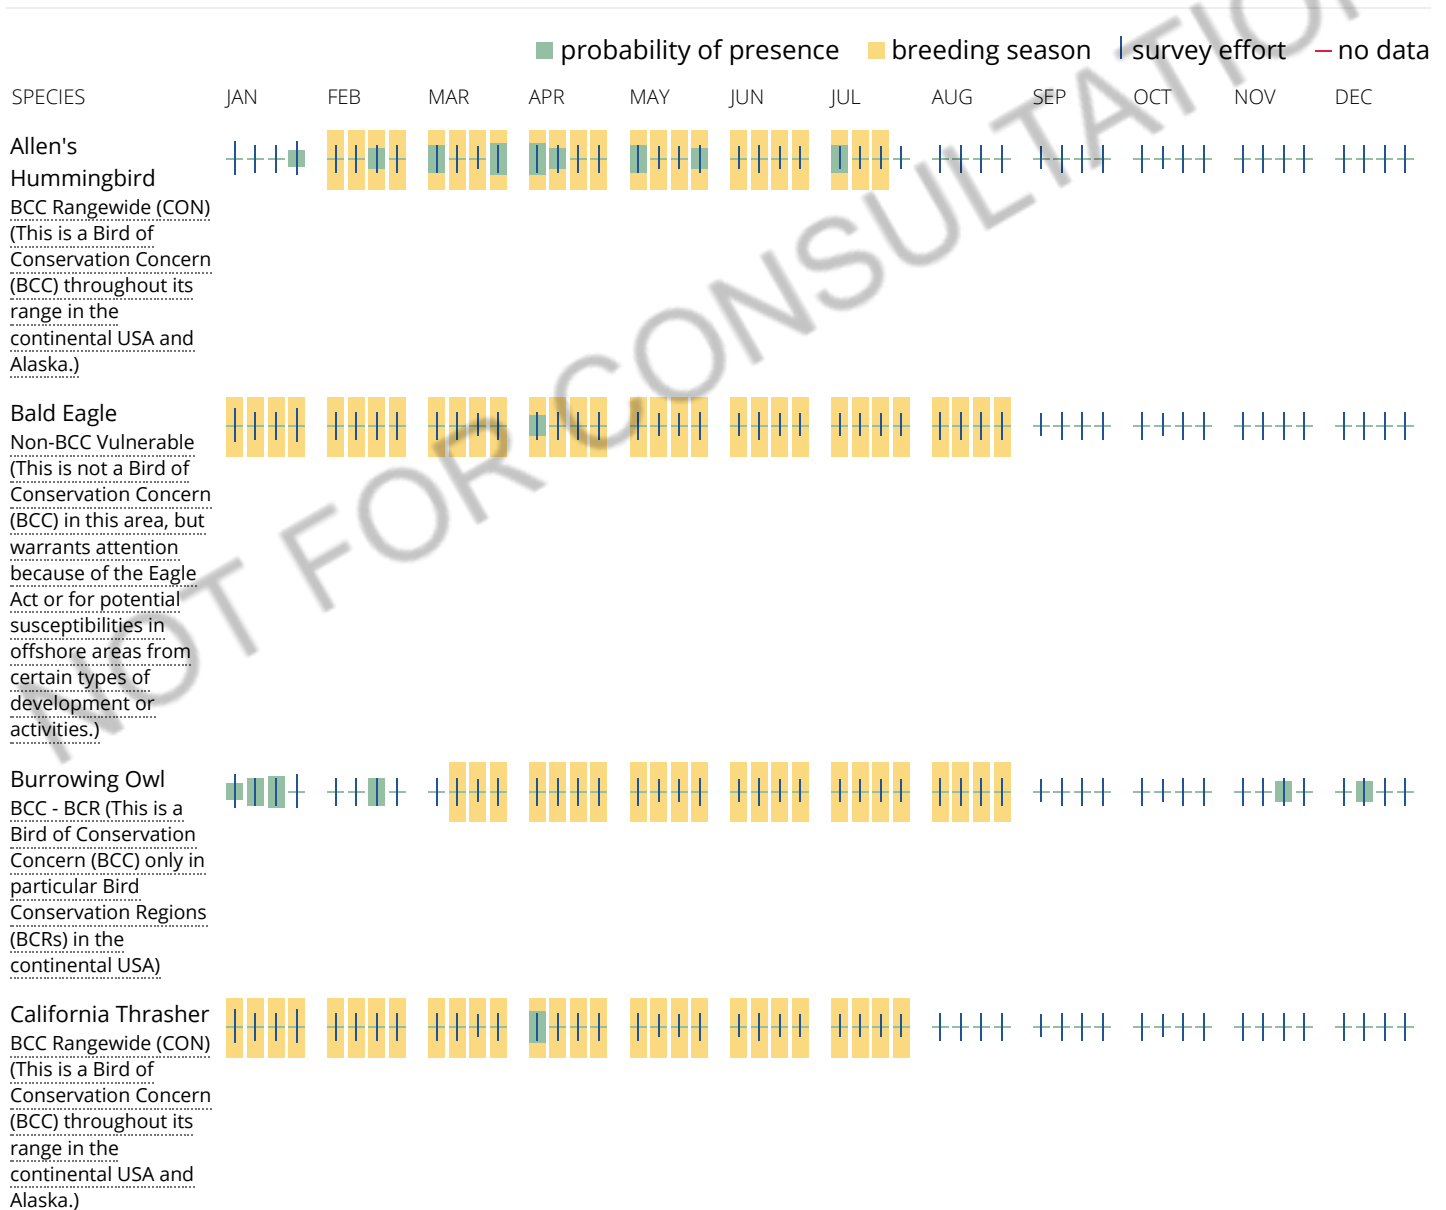 probability of presence breeding season survey effort no data
SPECIES JAN FEB MAR APR MAY JUN JUL AUG SEP OCT NOV DEC
Allen's
Hummingbird
BCC Rangewide (CON)
(This is a Bird of
Conservation Concern
(BCC) throughout its
range in the
continental USA and
Alaska.)
Bald Eagle
Non-BCC Vulnerable
(This is not a Bird of
Conservation Concern
(BCC) in this area, but
warrants attention
because of the Eagle
Act or for potential
susceptibilities in
offshore areas from
certain types of
development or
activities.)
Burrowing Owl
BCC - BCR (This is a
Bird of Conservation
Concern (BCC) only in
particular Bird
Conservation Regions
(BCRs) in the
continental USA)
California Thrasher
BCC Rangewide (CON)
(This is a Bird of
Conservation Concern
(BCC) throughout its
range in the
continental USA and
Alaska.)
NOT FOR CONSULTATIO